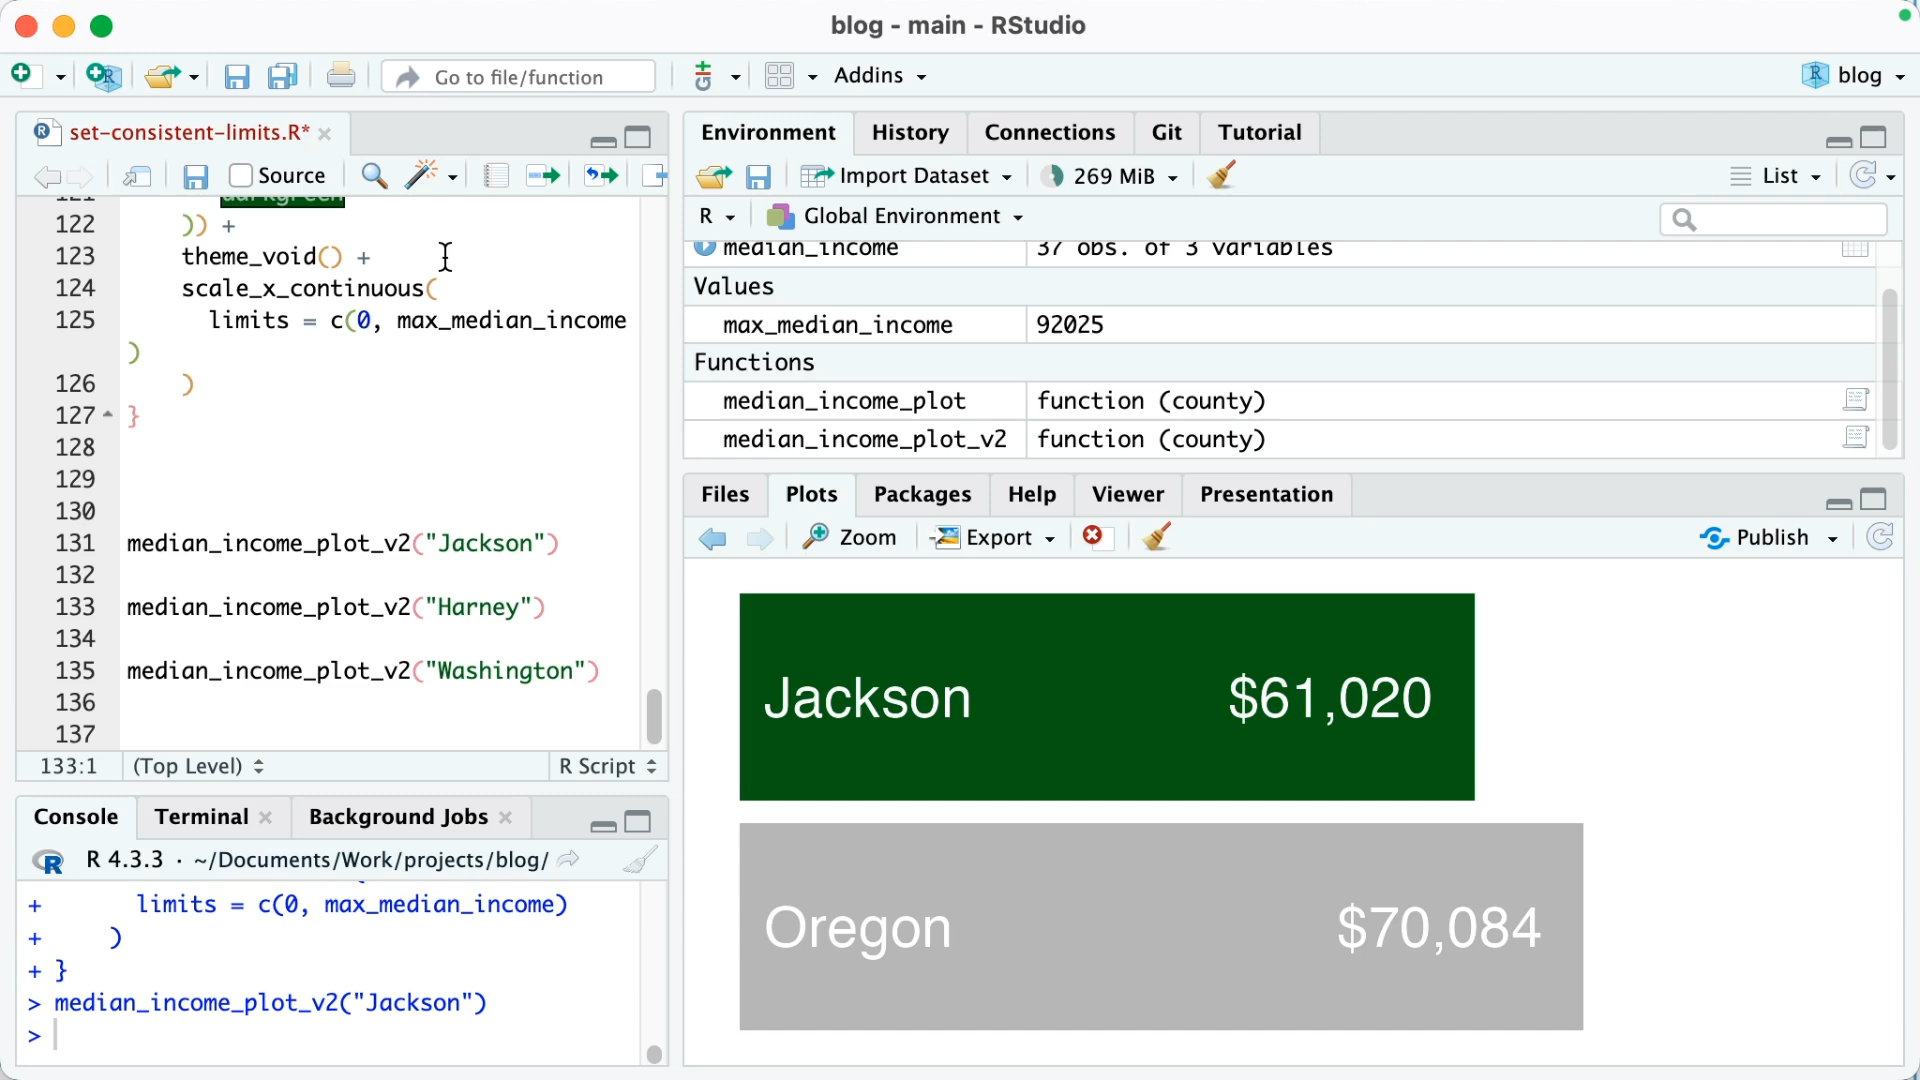 blog - main - RStudio
Go to file/function
Addins
blog
set-consistent-limits.R*
Source
122 )) +
123 theme_void() +
124 scale_x_continuous(
125 limits = c(0, max_median_income
)
126 )
127 }
128
129
130
131 median_income_plot_v2("Jackson")
132
133 median_income_plot_v2("Harney")
134
135 median_income_plot_v2("Washington")
136
137
133:1 (Top Level) R Script
Console Terminal Background Jobs
R 4.3.3 · ~/Documents/Work/projects/blog/
+ limits = c(0, max_median_income)
+ )
+ }
> median_income_plot_v2("Jackson")
>
Environment History Connections Git Tutorial
Import Dataset 269 MiB List
R Global Environment
median_income 37 obs. of 3 variables
Values
max_median_income 92025
Functions
median_income_plot function (county)
median_income_plot_v2 function (county)
Files Plots Packages Help Viewer Presentation
Zoom Export Publish
Jackson $61,020
Oregon $70,084